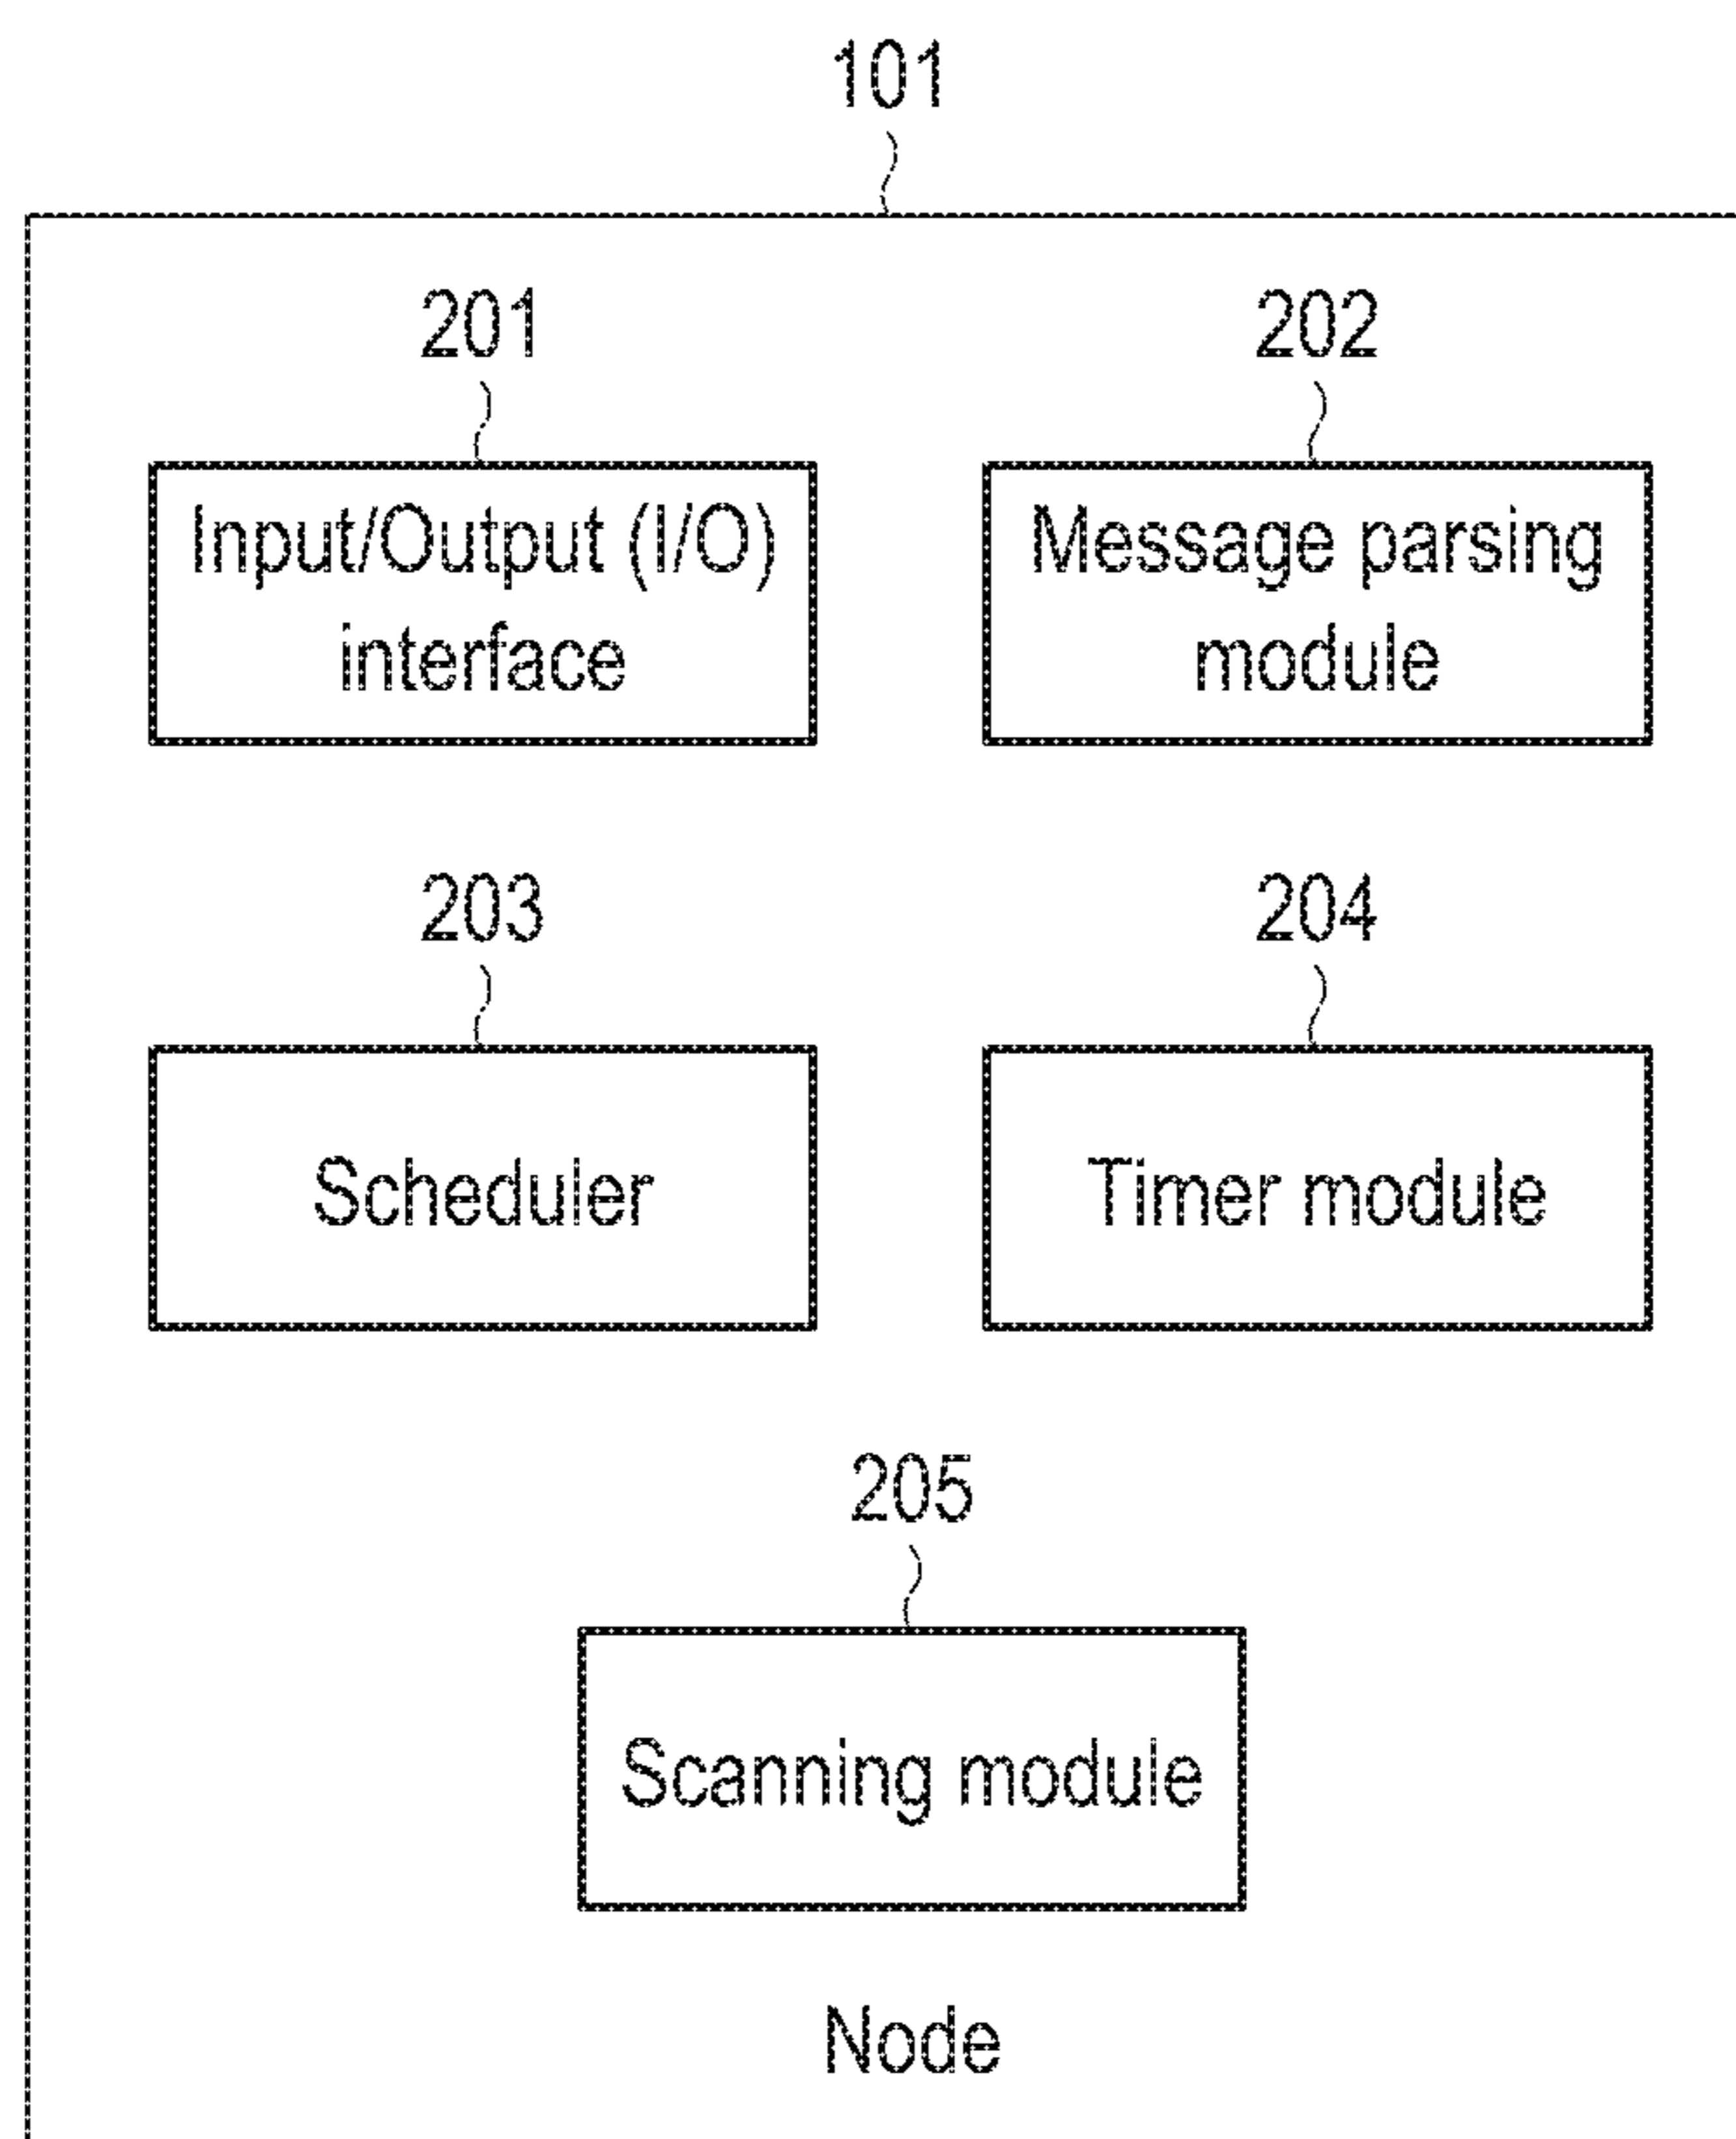 101
201
202
Input/Output (I/O)
interface
Message parsing
module
203
204
Scheduler
Timer module
205
Scanning module
Node